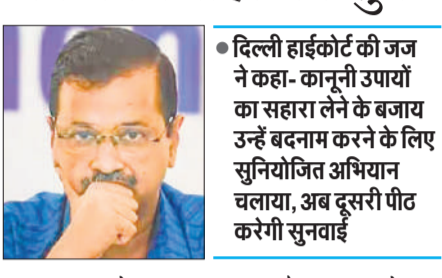 ● दिल्ली हाईकोर्ट की जज
ने कहा- कानूनी उपायों
का सहारा लेने के बजाय
उन्हें बदनाम करने के लिए
सुनियोजित अभियान
चलाया, अब दूसरी पीठ
करेगी सुनवाई